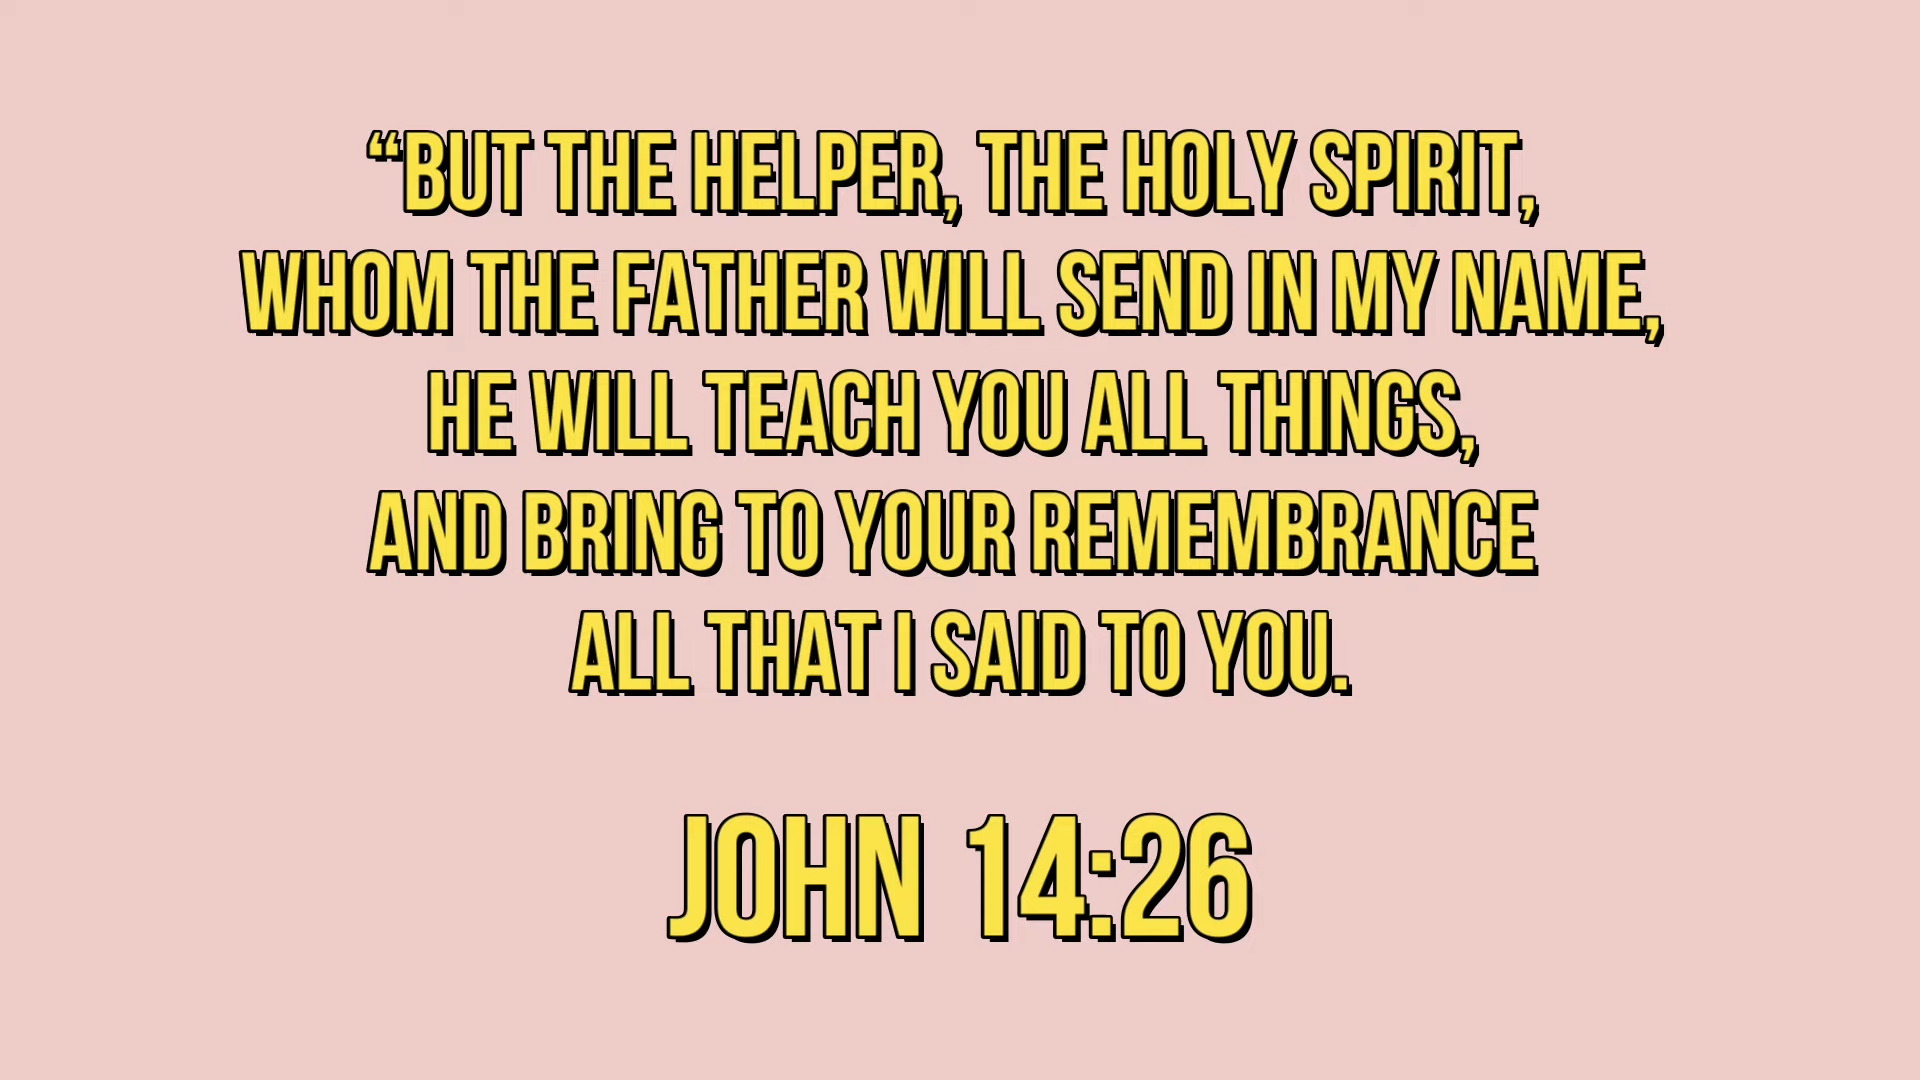 “BUT THE HELPER, THE HOLY SPIRIT,
WHOM THE FATHER WILL SEND IN MY NAME,
HE WILL TEACH YOU ALL THINGS,
AND BRING TO YOUR REMEMBRANCE
ALL THAT I SAID TO YOU.
JOHN 14:26